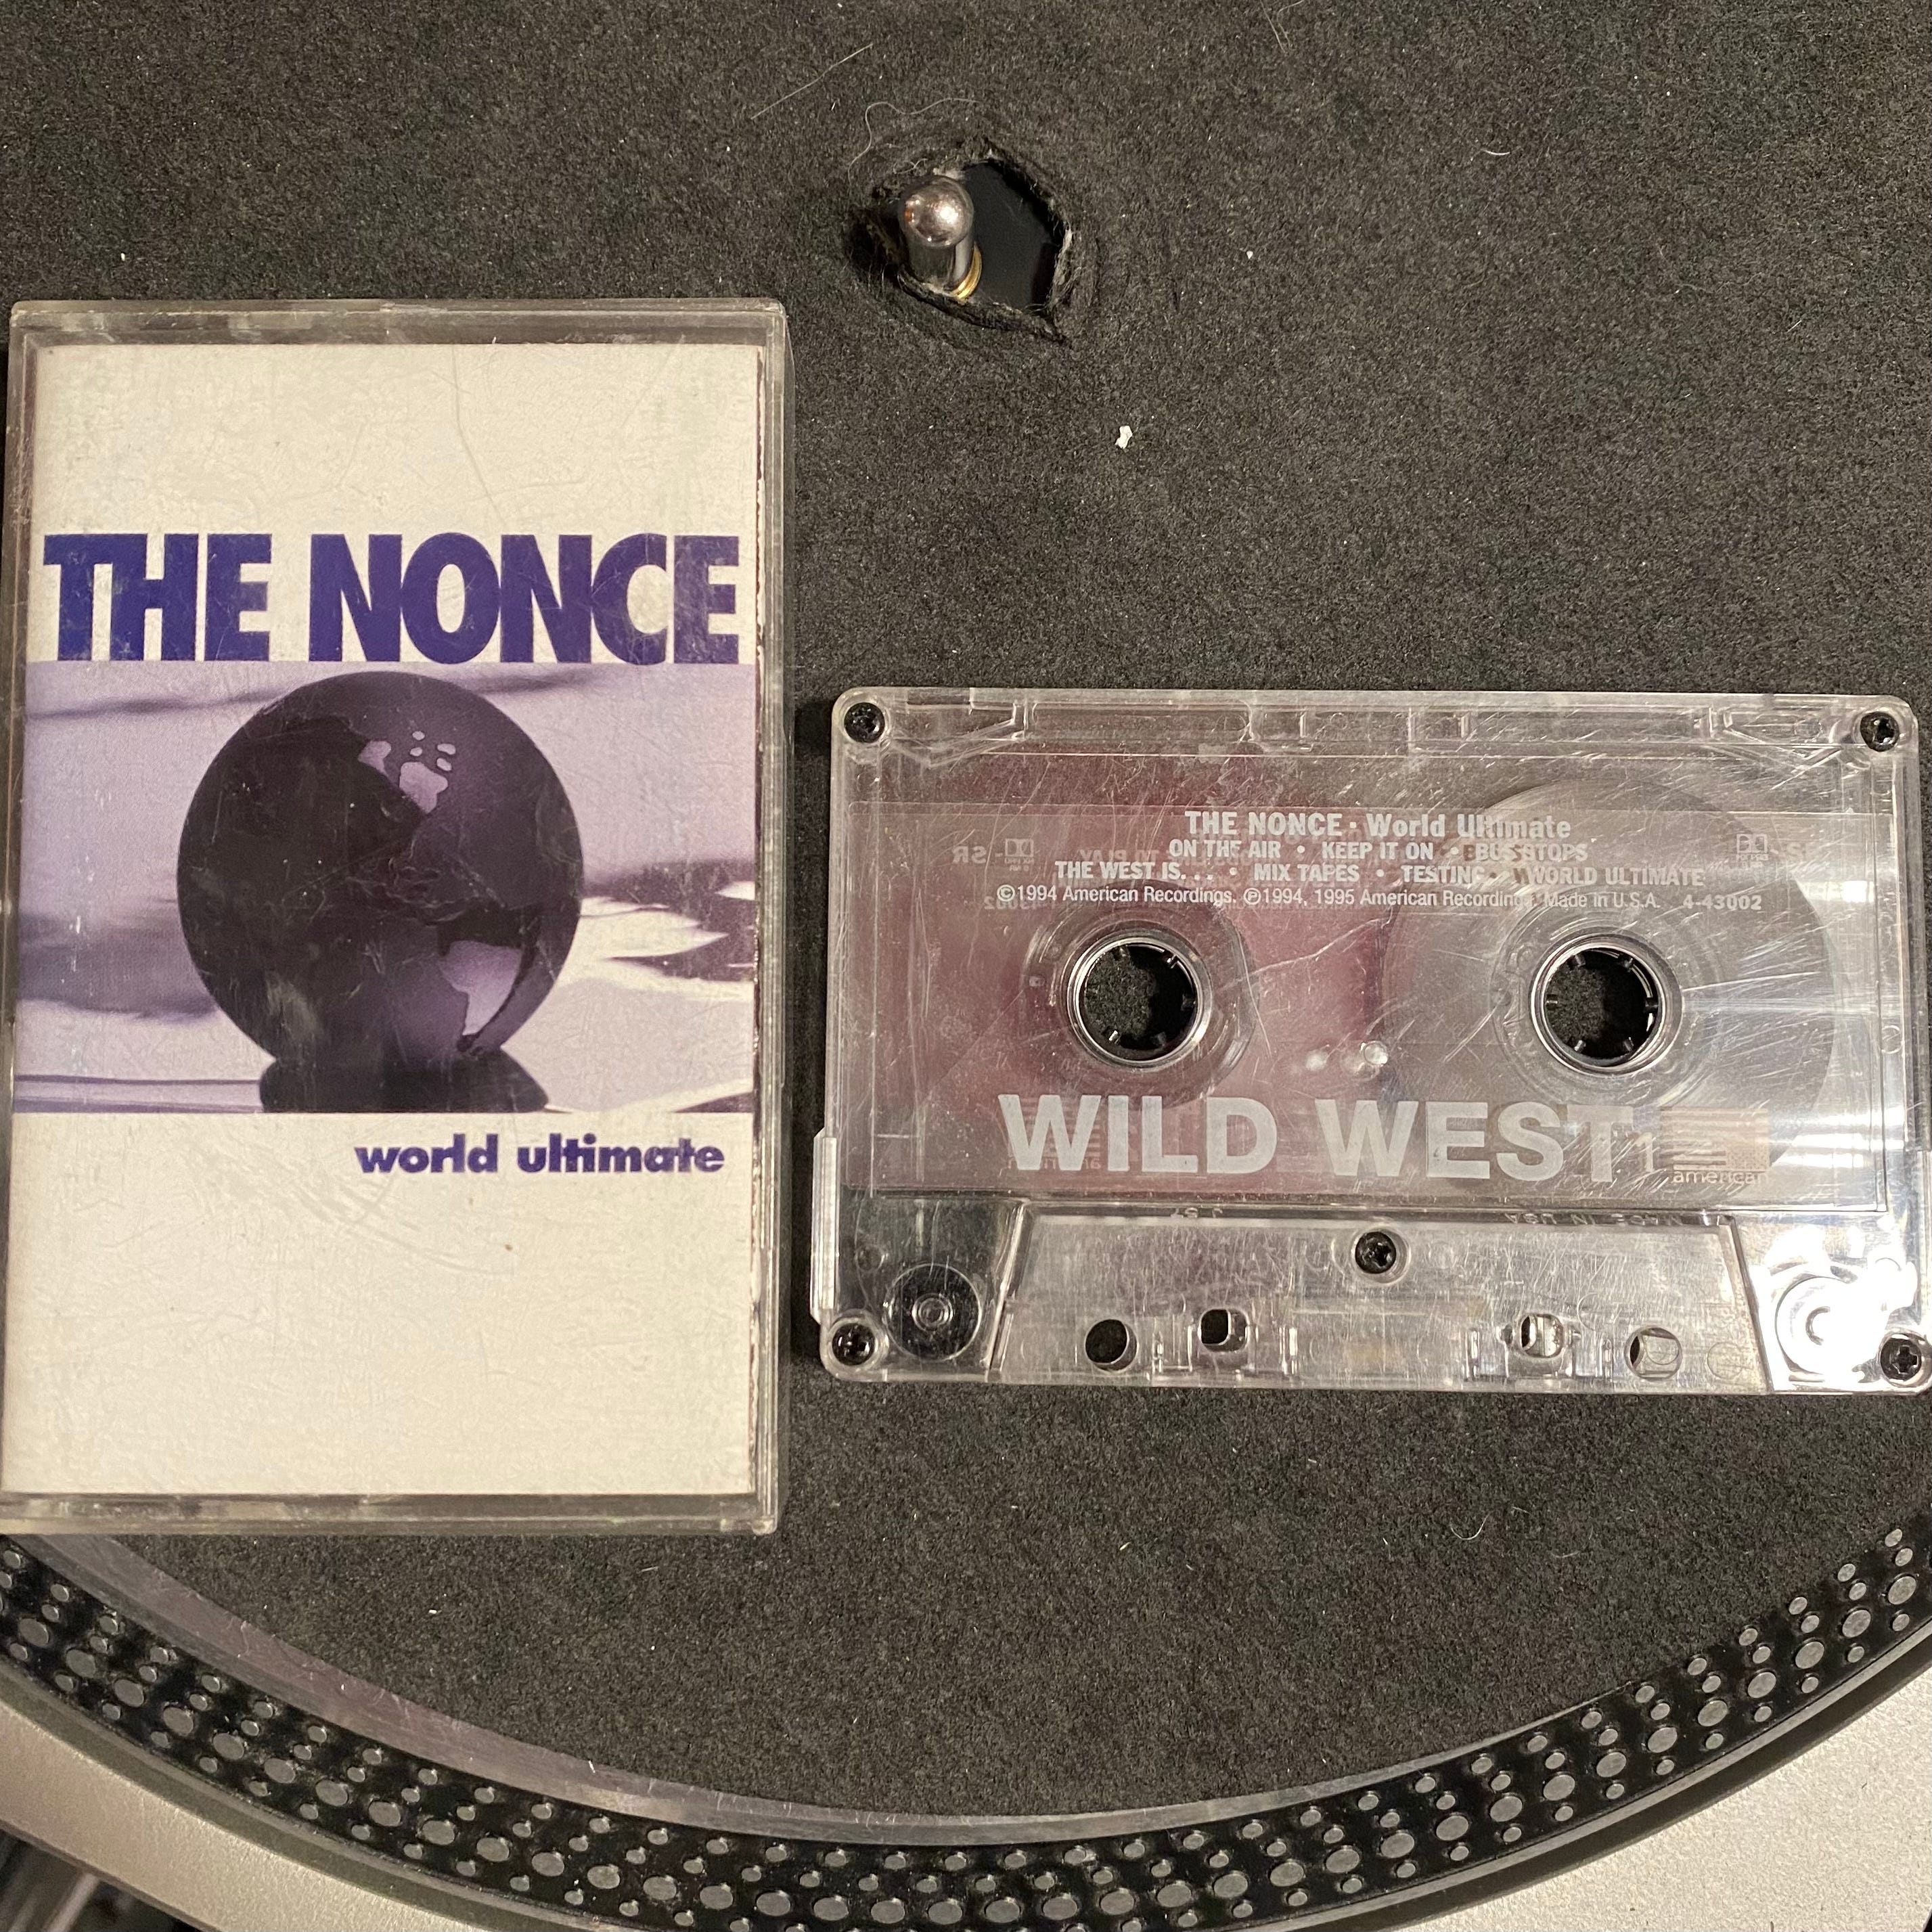 THE NONCE
world ultimate
THE NONCE • World Ultimate
ON THE AIR • KEEP IT ON • BUS STOPS
THE WEST IS... • MIX TAPES • TESTING • WORLD ULTIMATE
©1994 American Recordings. ℗1994, 1995 American Recordings. Made in U.S.A. 4-43002
WILD WEST
american